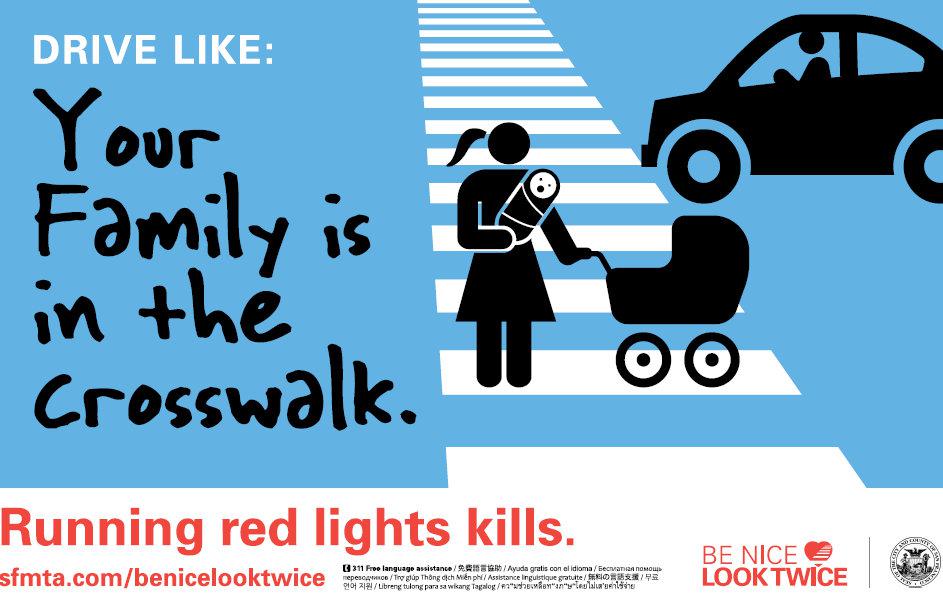 DRIVE LIKE:
Your
Family is
in the
crosswalk.
Running red lights kills.
sfmta.com/benicelooktwice
311 Free language assistance / 免費語言協助 / Ayuda gratis con el idioma / Бесплатная помощь
переводчиков / Trợ giúp Thông dịch Miễn phí / Assistance linguistique gratuite / 無料の言語支援 / 무료
언어 지원 / Libreng tulong para sa wikang Tagalog /
BE NICE
LOOK TWICE